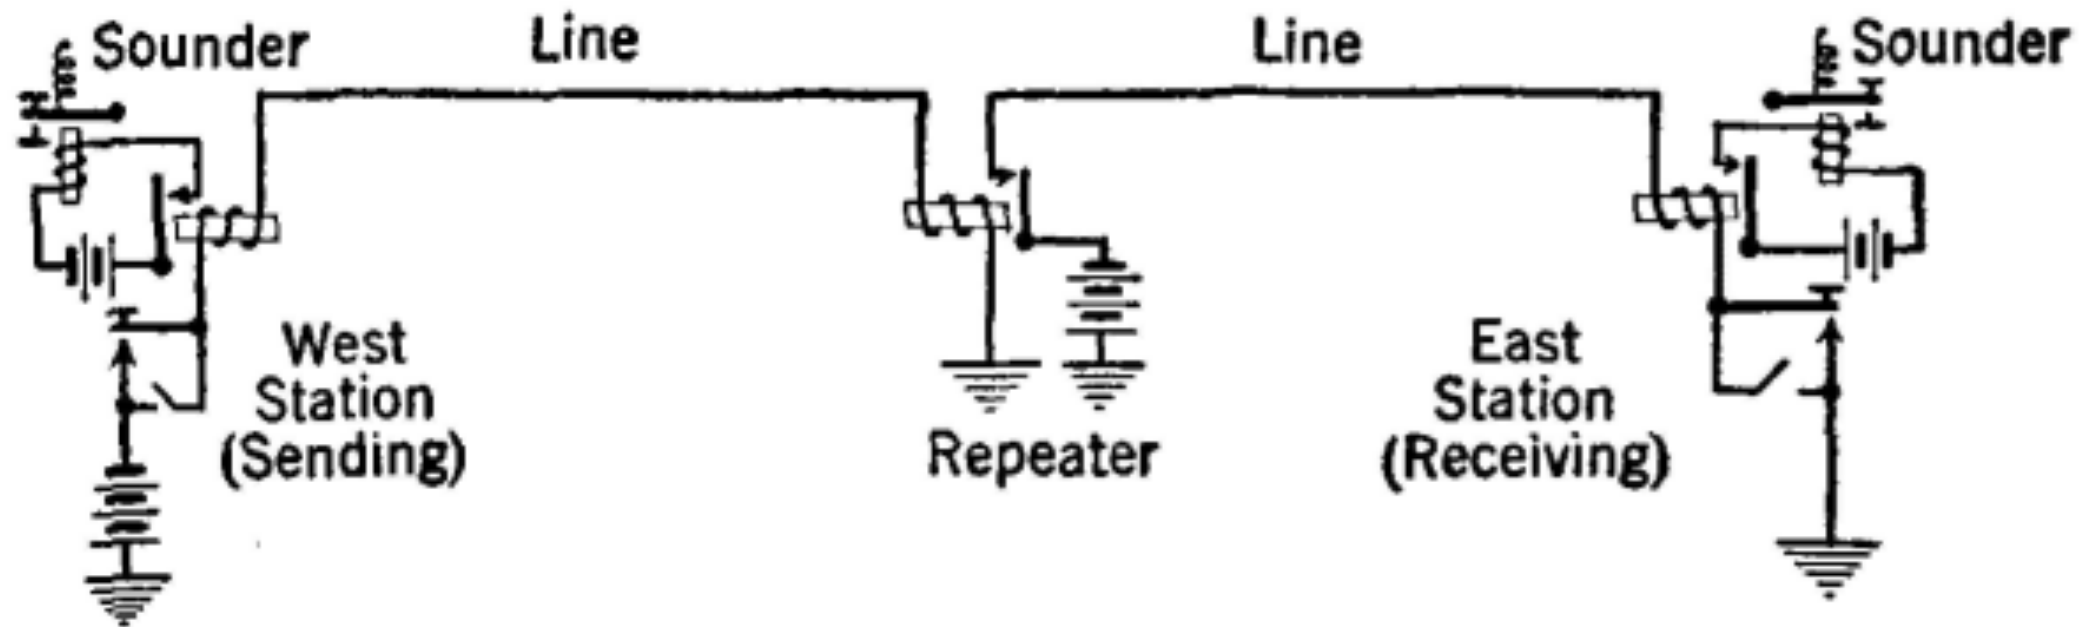 Sounder
Line
Line
Sounder
West
Station
(Sending)
Repeater
East
Station
(Receiving)